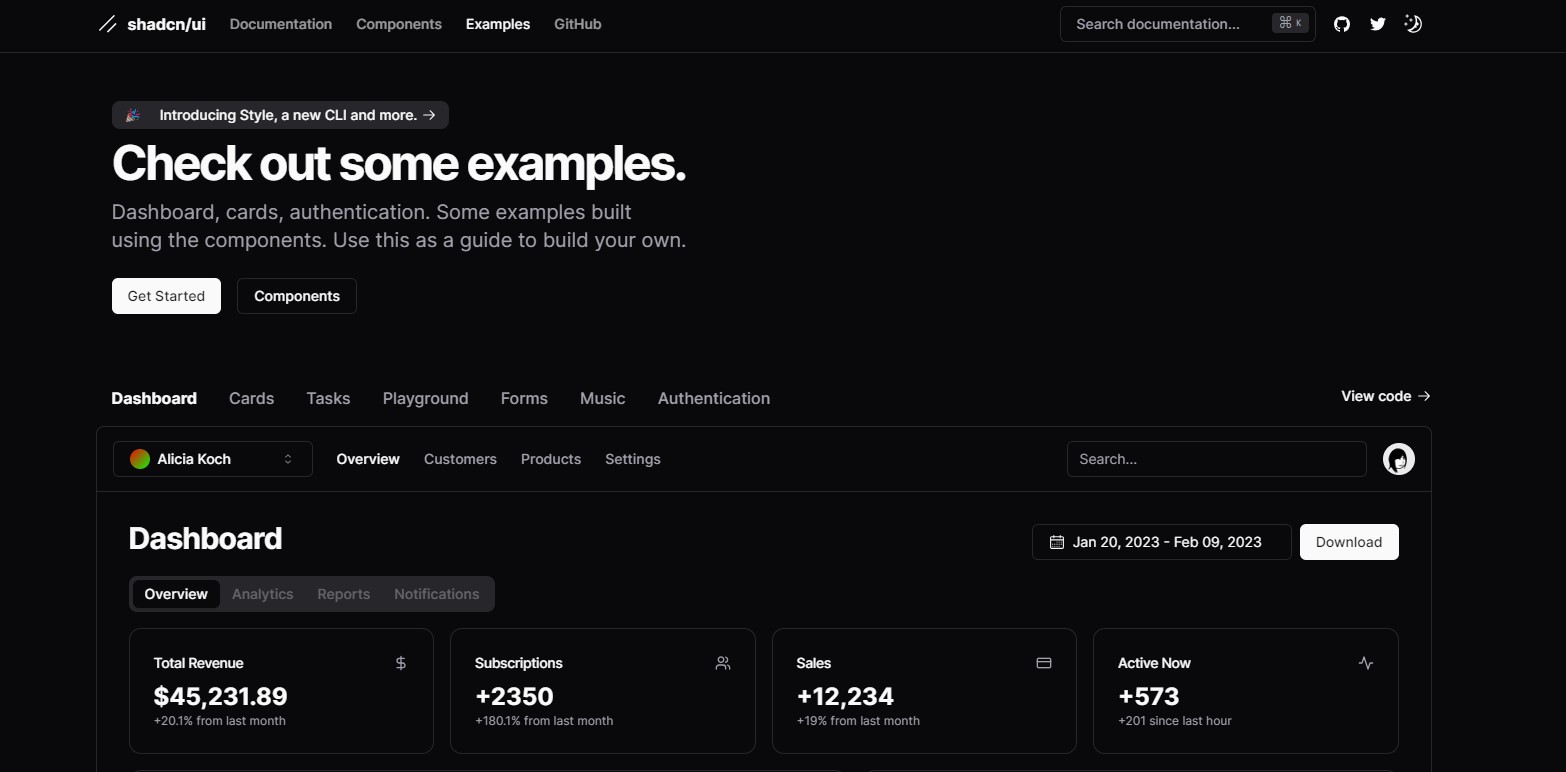 shadcn/ui Documentation Components Examples GitHub Search documentation... ⌘ K
Introducing Style, a new CLI and more. →
Check out some examples.
Dashboard, cards, authentication. Some examples built
using the components. Use this as a guide to build your own.
Get Started Components
Dashboard Cards Tasks Playground Forms Music Authentication View code →
Alicia Koch Overview Customers Products Settings Search...
Dashboard Jan 20, 2023 - Feb 09, 2023 Download
Overview Analytics Reports Notifications
Total Revenue $ Subscriptions Sales Active Now
$45,231.89 +2350 +12,234 +573
+20.1% from last month +180.1% from last month +19% from last month +201 since last hour